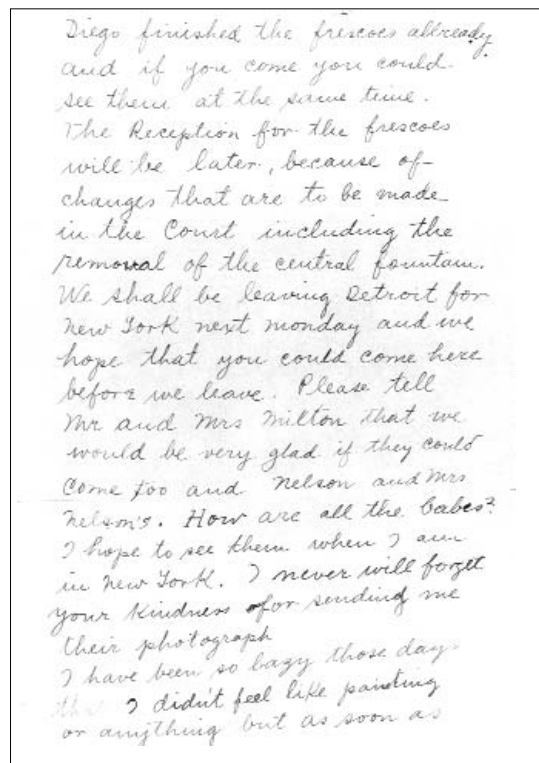 Diego finished the frescoes allready
and if you come you could
see them at the same time.
The Reception for the frescoes
will be later, because of
changes that are to be made
in the Court including the
removal of the central fountain.
We shall be leaving Detroit for
New York next monday and we
hope that you could come here
before we leave. Please tell
Mr and Mrs Milton that we
would be very glad if they could
come too and Nelson and Mrs
Nelson's. How are all the babes?
I hope to see them when I am
in New York. I never will forget
your kindness for sending me
their photograph
I have been so lazy those days
that I didn't feel like painting
or anything but as soon as